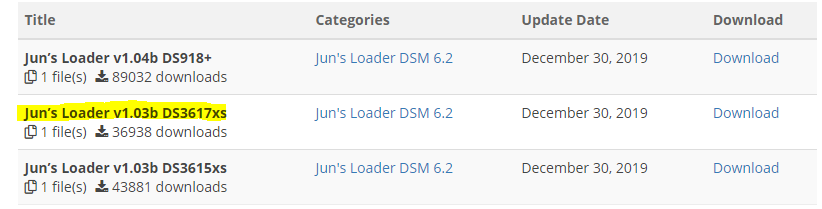 Title Categories Update Date Download
Jun’s Loader v1.04b DS918+ Jun's Loader DSM 6.2 December 30, 2019 Download
1 file(s) 89032 downloads
Jun’s Loader v1.03b DS3617xs Jun's Loader DSM 6.2 December 30, 2019 Download
1 file(s) 36938 downloads
Jun’s Loader v1.03b DS3615xs Jun's Loader DSM 6.2 December 30, 2019 Download
1 file(s) 43881 downloads